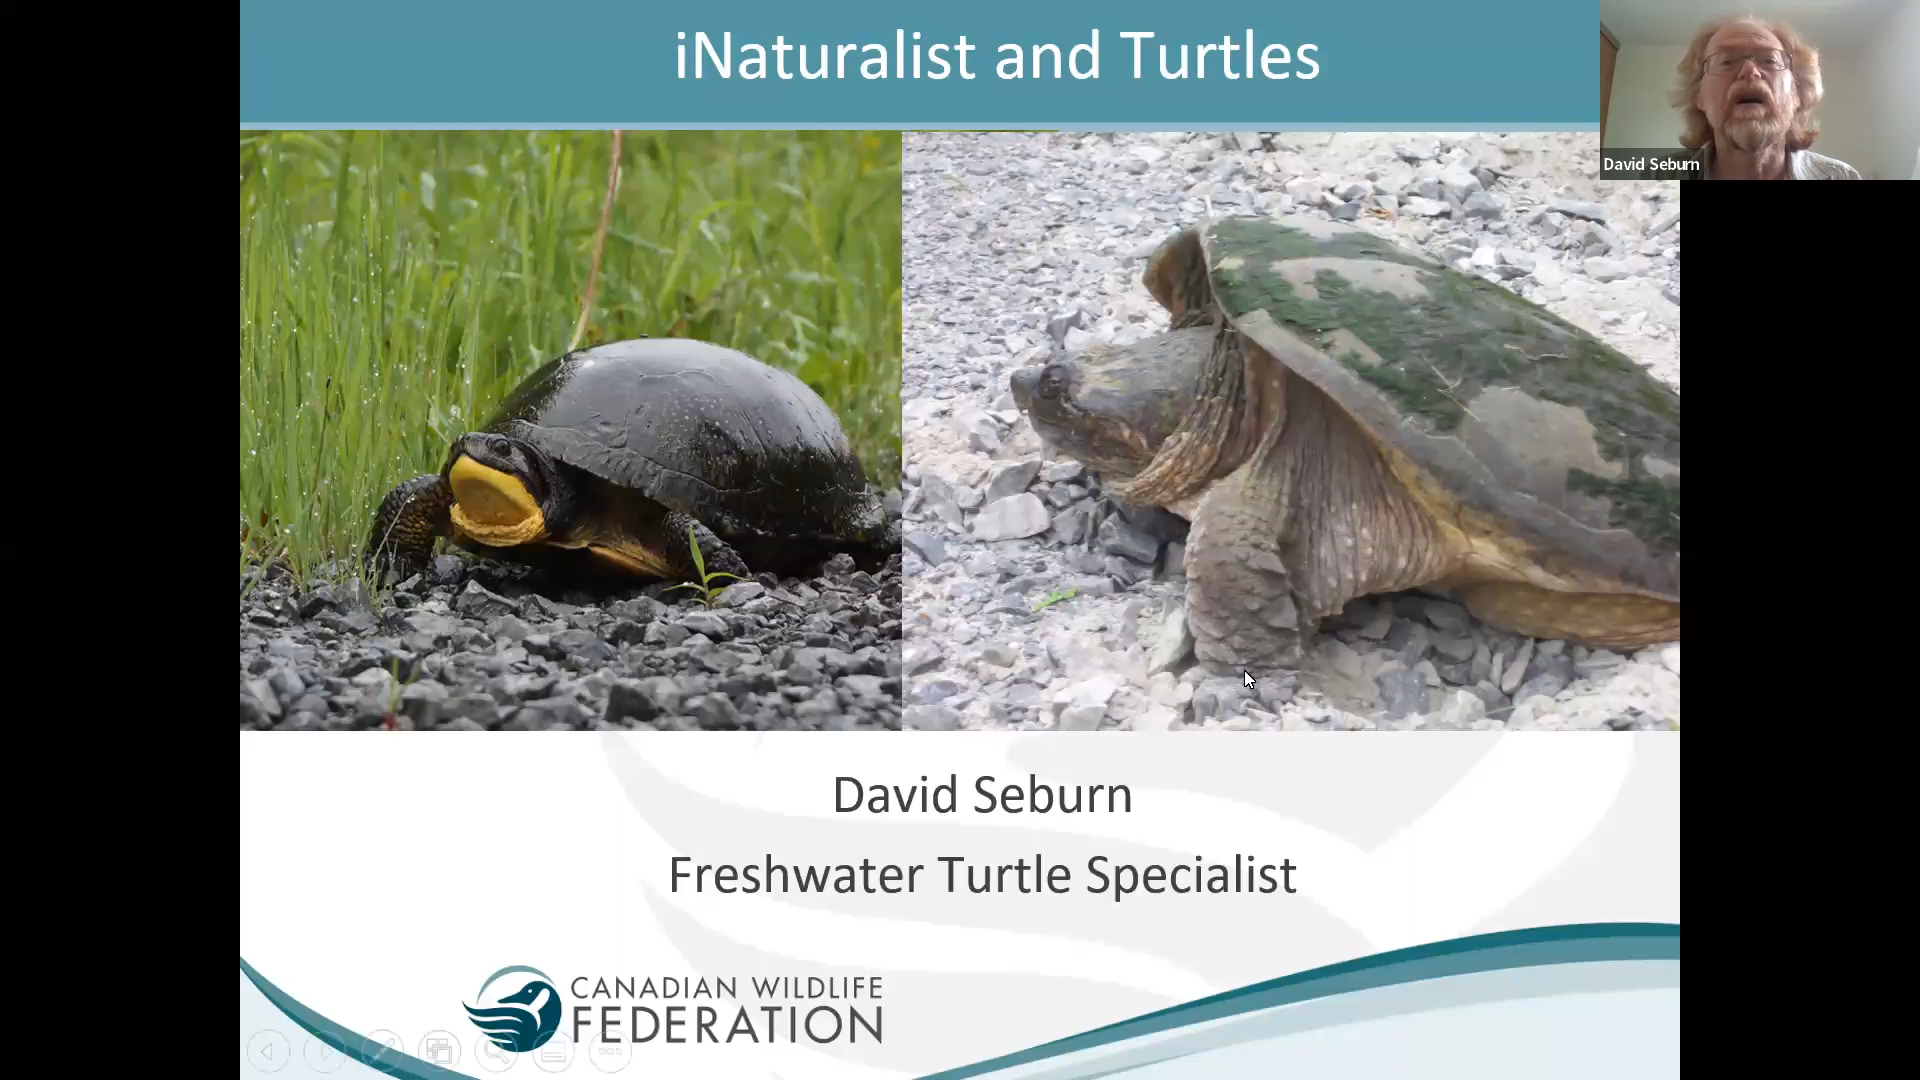 iNaturalist and Turtles
David Seburn
David Seburn
Freshwater Turtle Specialist
CANADIAN WILDLIFE
FEDERATION